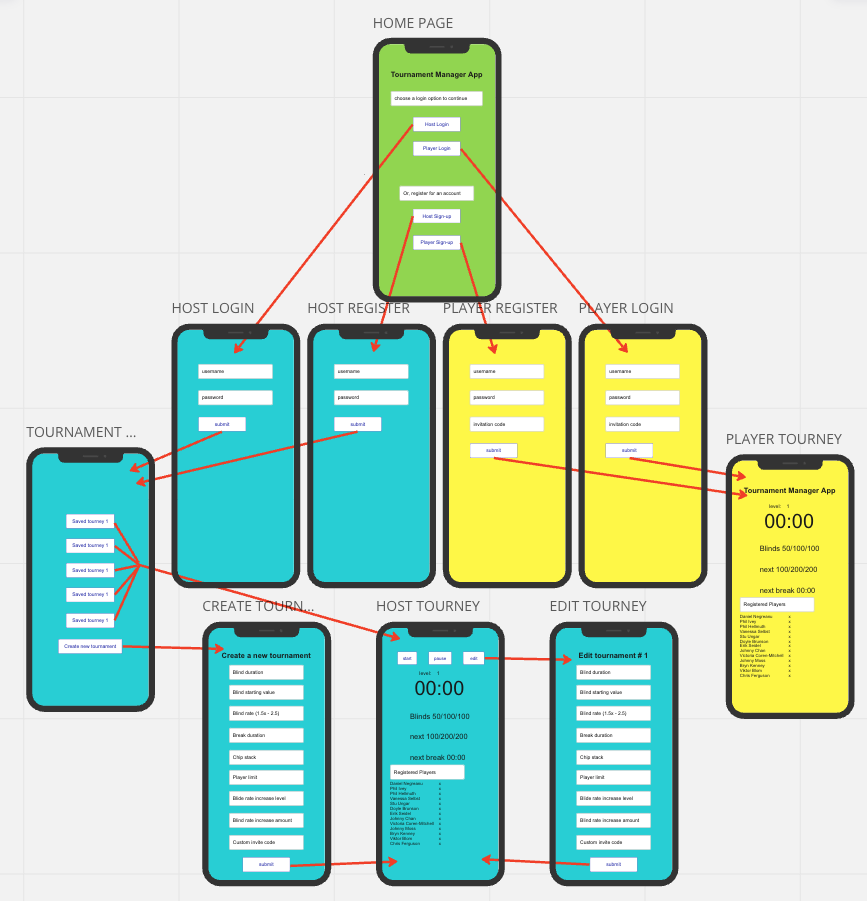 HOME PAGE
Tournament Manager App
choose a login option to continue
Host Login
Player Login
Or, register for an account
Host Sign-up
Player Sign-up
HOST LOGIN
username
password
submit
HOST REGISTER
username
password
submit
PLAYER REGISTER
username
password
invitation code
submit
PLAYER LOGIN
username
password
invitation code
submit
TOURNAMENT ...
Saved tourney 1
Saved tourney 1
Saved tourney 1
Saved tourney 1
Saved tourney 1
Create new tournament
PLAYER TOURNEY
Tournament Manager App
level: 1
00:00
Blinds 50/100/100
next 100/200/200
next break 00:00
Registered Players
Daniel Negreanu x
Phil Ivey x
Phil Hellmuth x
Vanessa Selbst x
Stu Ungar x
Doyle Brunson x
Erik Seidel x
Johnny Chan x
Victoria Coren-Mitchell x
Johnny Moss x
Bryn Kenney x
Viktor Blom x
Chris Ferguson x
CREATE TOURN...
Create a new tournament
Blind duration
Blind starting value
Blind rate (1.5x - 2.5)
Break duration
Chip stack
Player limit
Blide rate increase level
Blind rate increase amount
Custom invite code
submit
HOST TOURNEY
start
pause
edit
level: 1
00:00
Blinds 50/100/100
next 100/200/200
next break 00:00
Registered Players
Daniel Negreanu x
Phil Ivey x
Phil Hellmuth x
Vanessa Selbst x
Stu Ungar x
Doyle Brunson x
Erik Seidel x
Johnny Chan x
Victoria Coren-Mitchell x
Johnny Moss x
Bryn Kenney x
Viktor Blom x
Chris Ferguson x
EDIT TOURNEY
Edit tournament # 1
Blind duration
Blind starting value
Blind rate (1.5x - 2.5)
Break duration
Chip stack
Player limit
Blide rate increase level
Blind rate increase amount
Custom invite code
submit